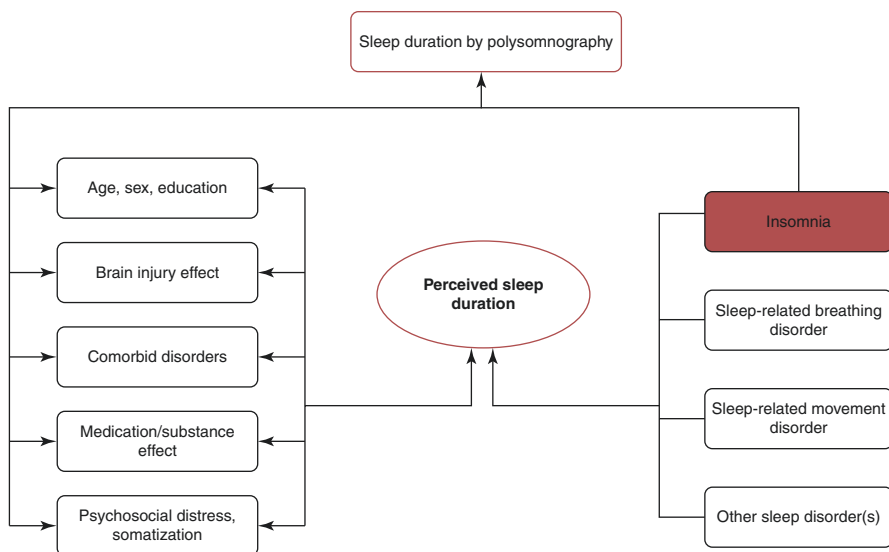 Sleep duration by polysomnography
Age, sex, education
Brain injury effect
Comorbid disorders
Medication/substance
effect
Psychosocial distress,
somatization
Perceived sleep
duration
Insomnia
Sleep-related breathing
disorder
Sleep-related movement
disorder
Other sleep disorder(s)